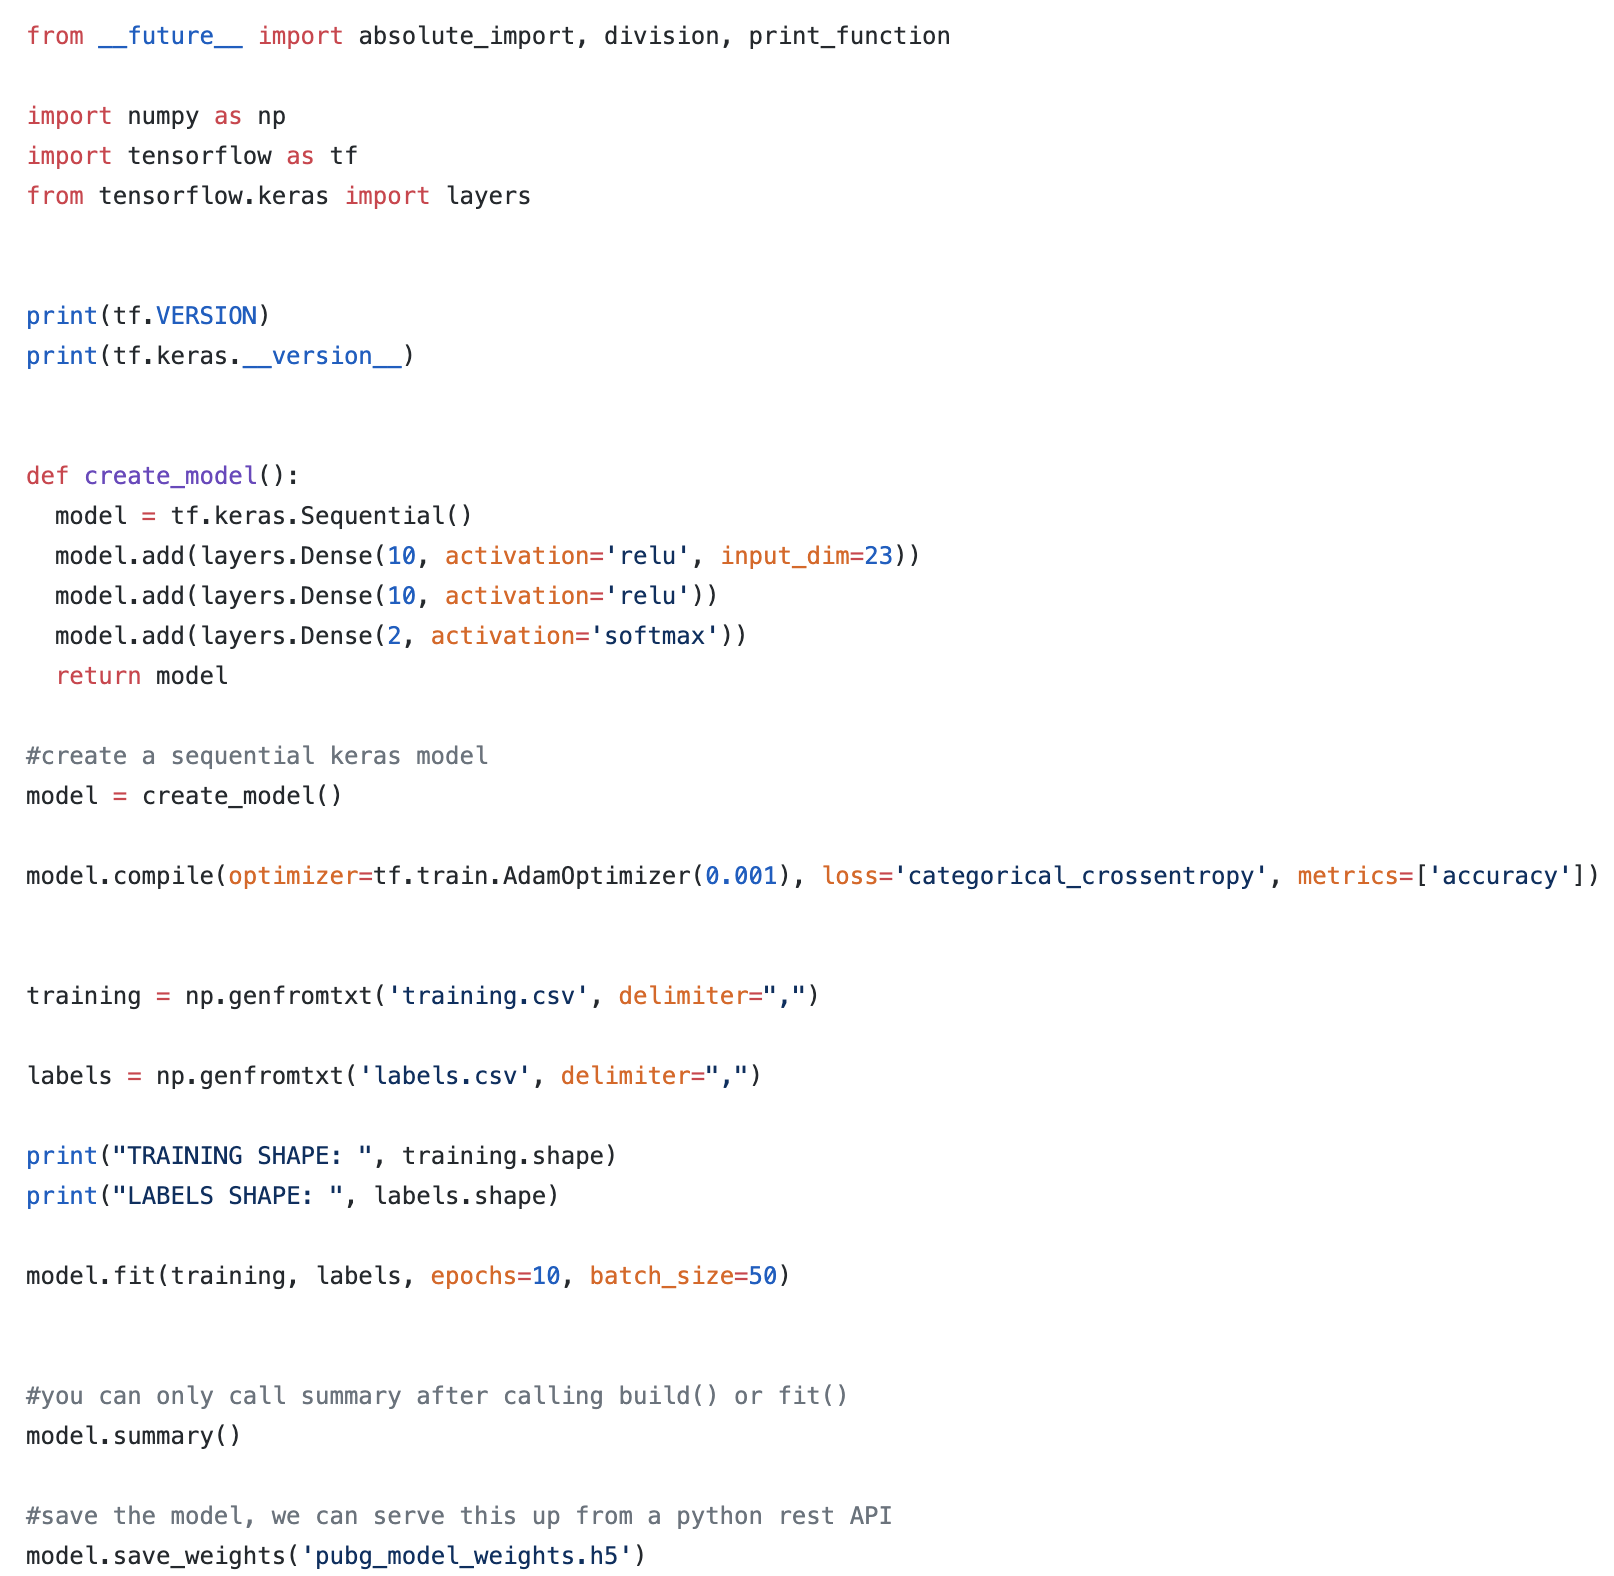 from __future__ import absolute_import, division, print_function
import numpy as np
import tensorflow as tf
from tensorflow.keras import layers
print(tf.VERSION)
print(tf.keras.__version__)
def create_model():
  model = tf.keras.Sequential()
  model.add(layers.Dense(10, activation='relu', input_dim=23))
  model.add(layers.Dense(10, activation='relu'))
  model.add(layers.Dense(2, activation='softmax'))
  return model
#create a sequential keras model
model = create_model()
model.compile(optimizer=tf.train.AdamOptimizer(0.001), loss='categorical_crossentropy', metrics=['accuracy'])
training = np.genfromtxt('training.csv', delimiter=",")
labels = np.genfromtxt('labels.csv', delimiter=",")
print("TRAINING SHAPE: ", training.shape)
print("LABELS SHAPE: ", labels.shape)
model.fit(training, labels, epochs=10, batch_size=50)
#you can only call summary after calling build() or fit()
model.summary()
#save the model, we can serve this up from a python rest API
model.save_weights('pubg_model_weights.h5')